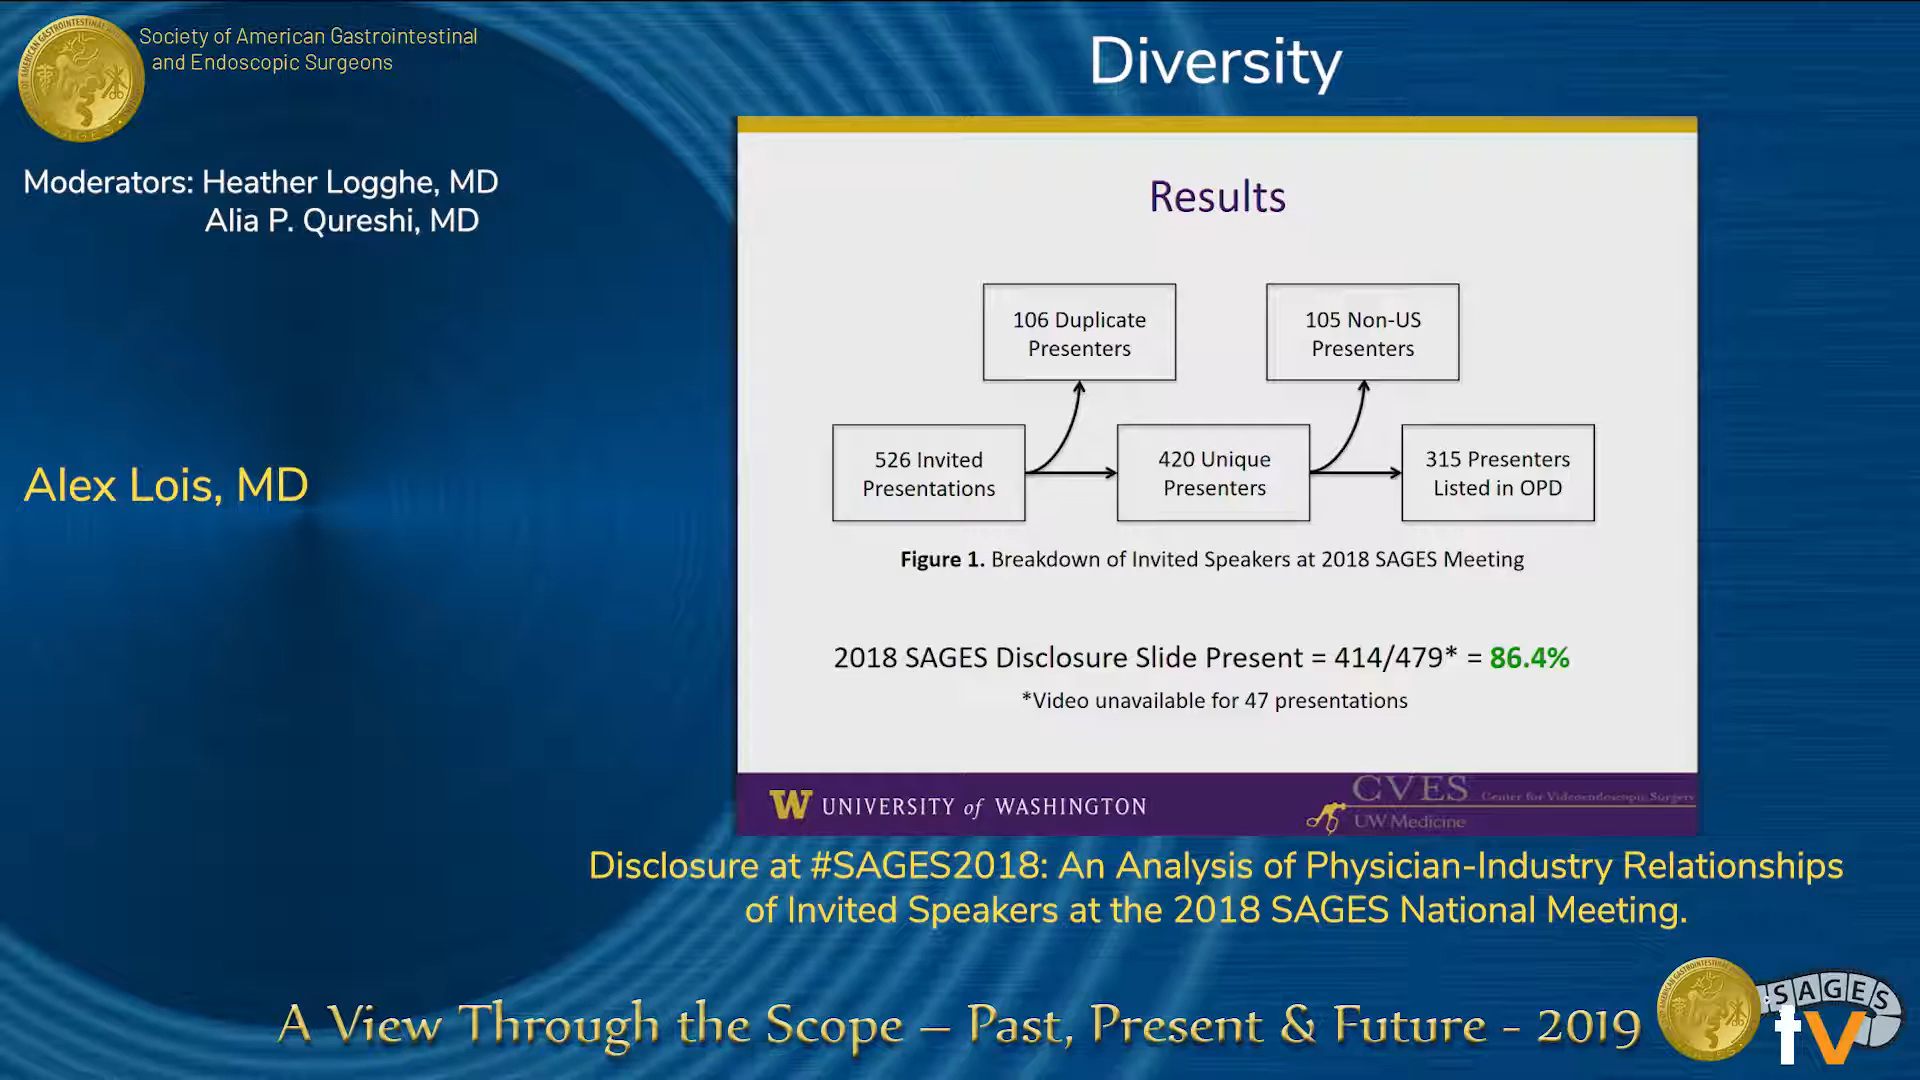 Society of American Gastrointestinal
and Endoscopic Surgeons
Diversity
Moderators: Heather Logghe, MD
Alia P. Qureshi, MD
Alex Lois, MD
Results
106 Duplicate
Presenters
105 Non-US
Presenters
526 Invited
Presentations
420 Unique
Presenters
315 Presenters
Listed in OPD
Figure 1. Breakdown of Invited Speakers at 2018 SAGES Meeting
2018 SAGES Disclosure Slide Present = 414/479* = 86.4%
*Video unavailable for 47 presentations
W UNIVERSITY of WASHINGTON
CVES Center for Videoendoscopic Surgery
UW Medicine
Disclosure at #SAGES2018: An Analysis of Physician-Industry Relationships
of Invited Speakers at the 2018 SAGES National Meeting.
A View Through the Scope – Past, Present & Future - 2019
SAGES
tv